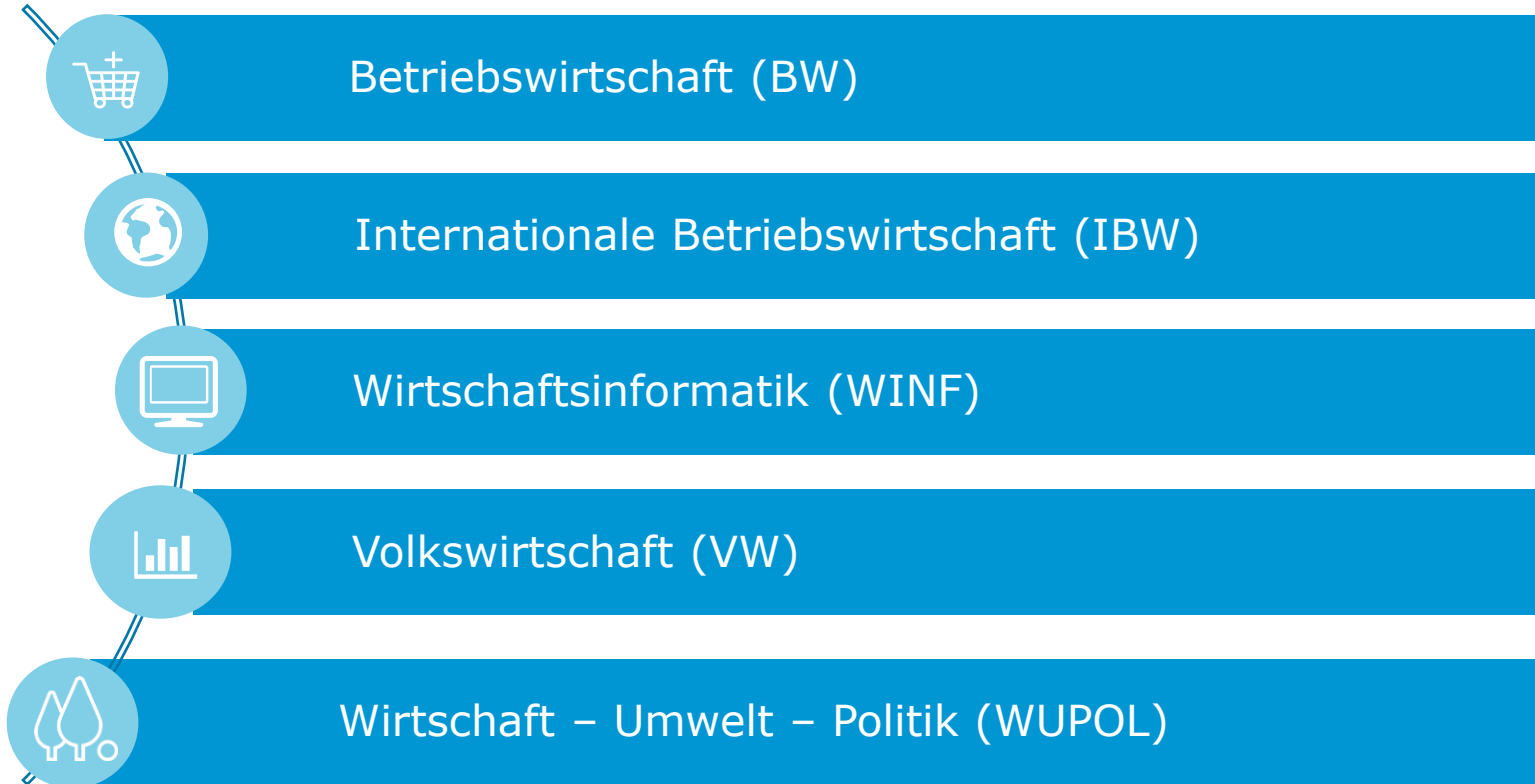 Betriebswirtschaft (BW)
Internationale Betriebswirtschaft (IBW)
Wirtschaftsinformatik (WINF)
Volkswirtschaft (VW)
Wirtschaft – Umwelt – Politik (WUPOL)